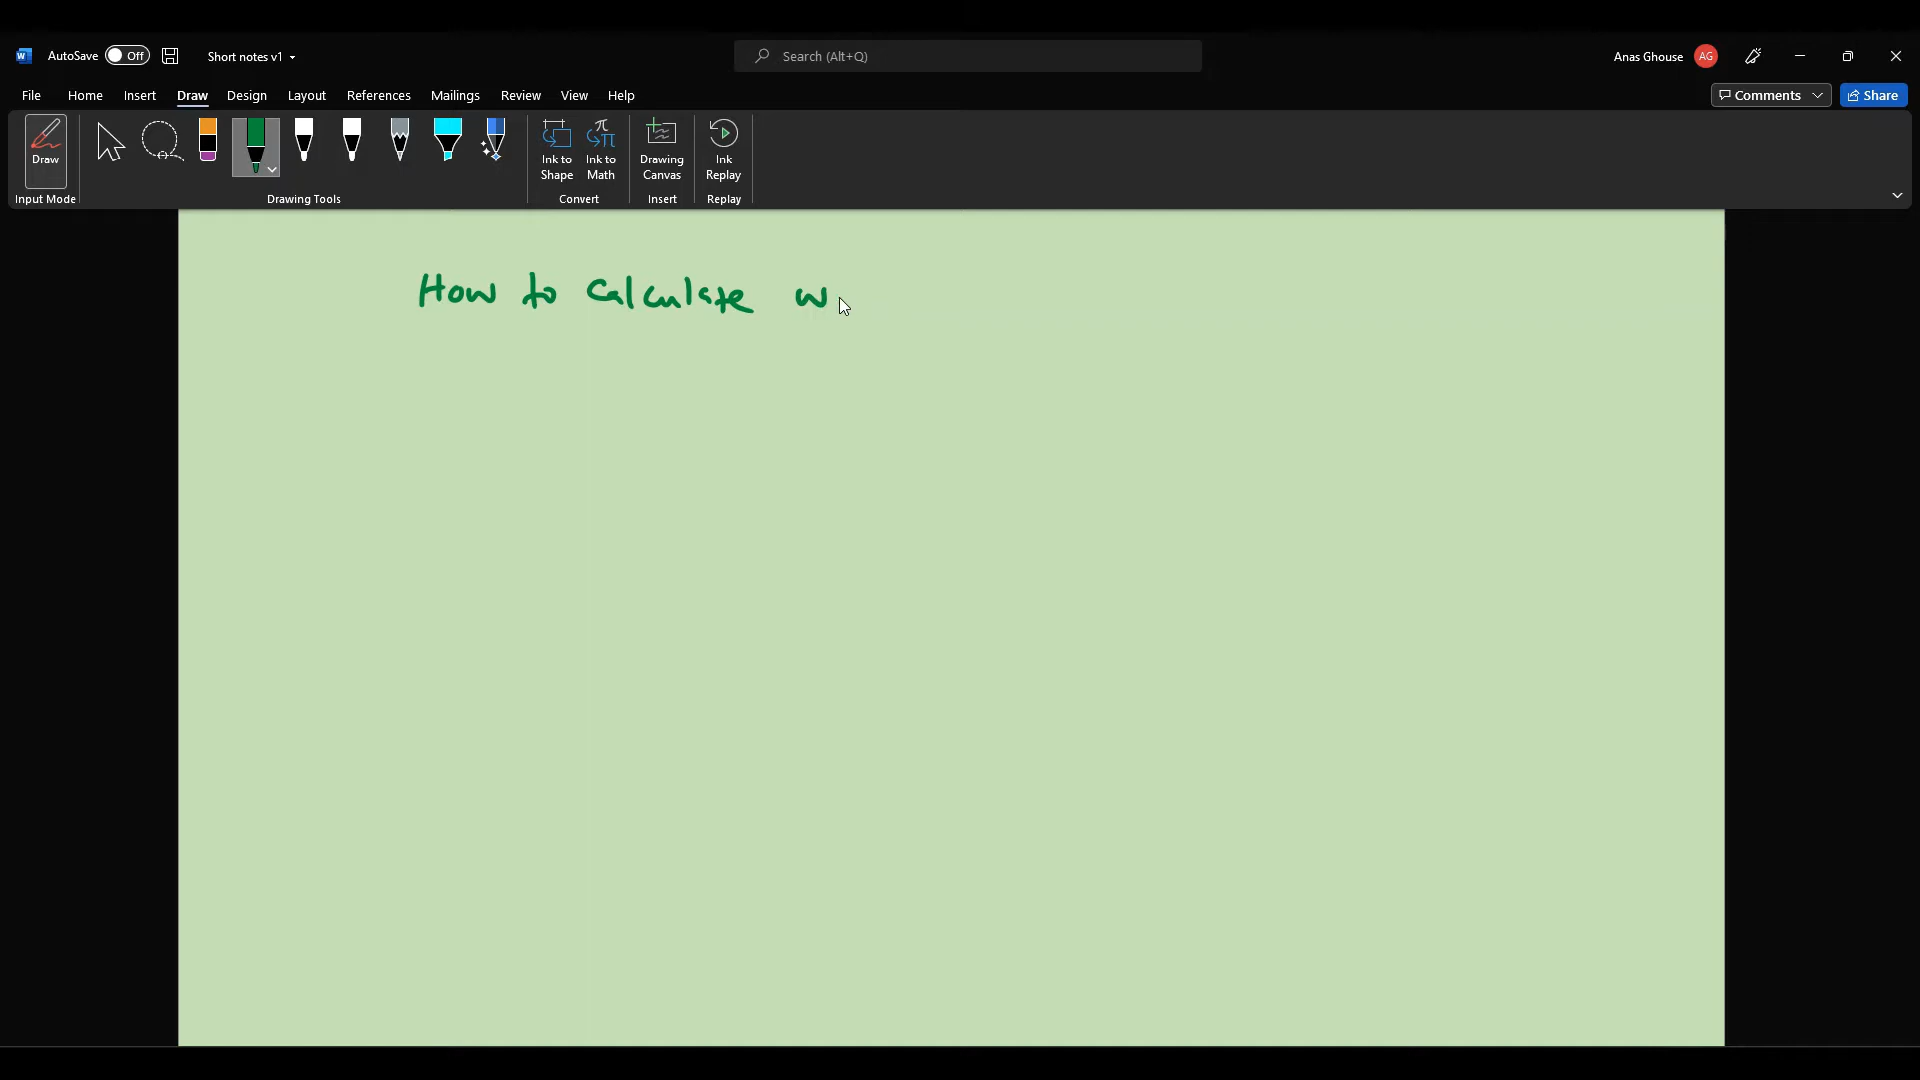 AutoSave Off Short notes v1 Search (Alt+Q) Anas Ghouse AG
File Home Insert Draw Design Layout References Mailings Review View Help Comments Share
Draw
Ink to Shape
Ink to Math
Drawing Canvas
Ink Replay
Input Mode Drawing Tools Convert Insert Replay
How to calculate w